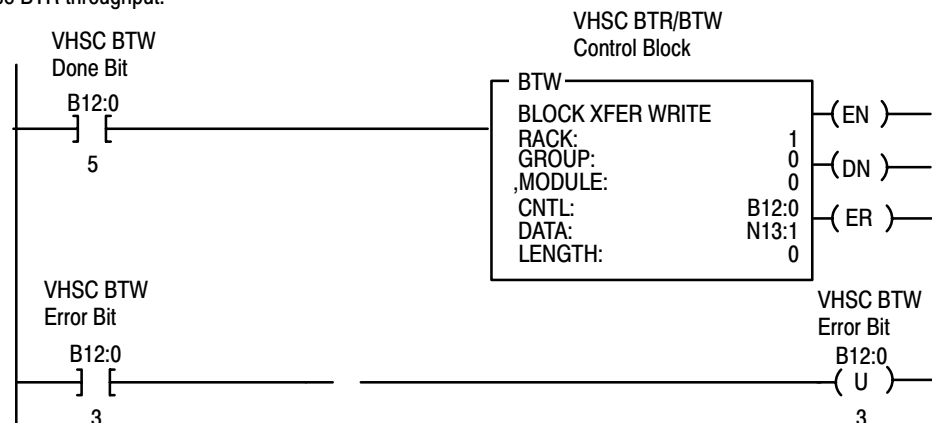 BTR throughput.
VHSC BTR/BTW
Control Block
VHSC BTW
Done Bit
B12:0
5
BTW
BLOCK XFER WRITE
RACK: 1
GROUP: 0
,MODULE: 0
CNTL: B12:0
DATA: N13:1
LENGTH: 0
EN
DN
ER
VHSC BTW
Error Bit
B12:0
3
VHSC BTW
Error Bit
B12:0
U
3